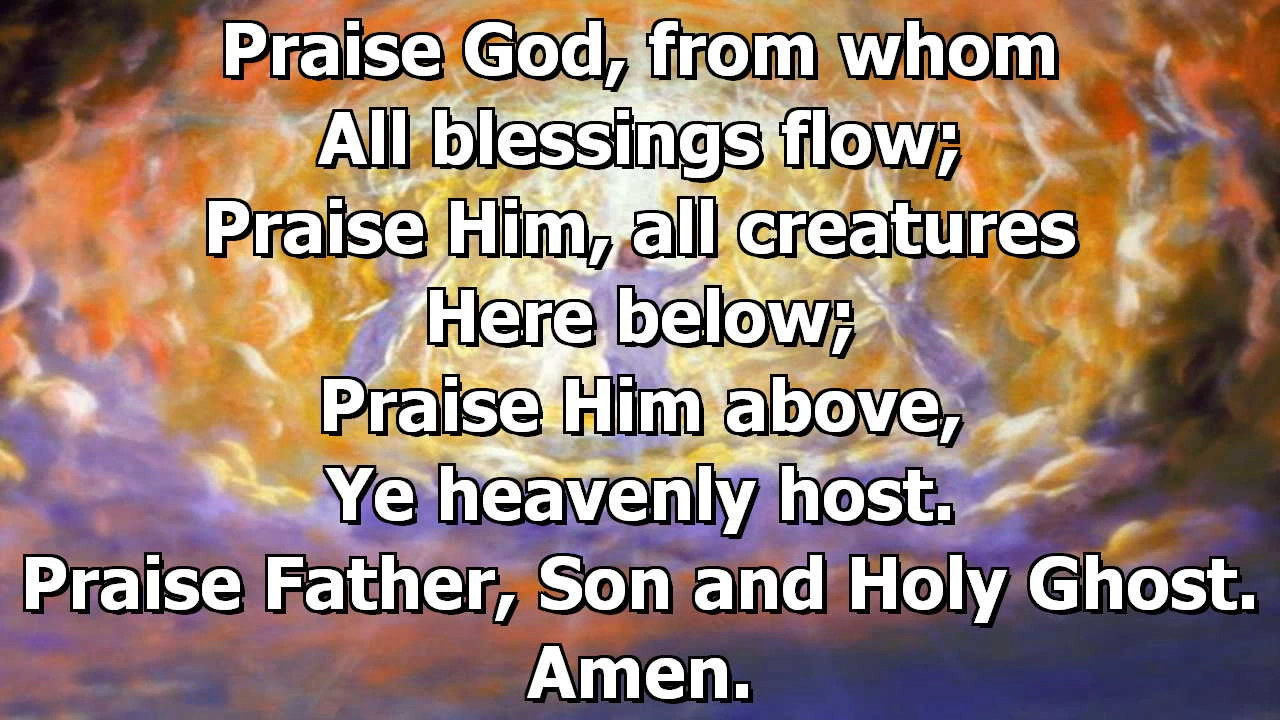 Praise God, from whom
All blessings flow;
Praise Him, all creatures
Here below;
Praise Him above,
Ye heavenly host.
Praise Father, Son and Holy Ghost.
Amen.